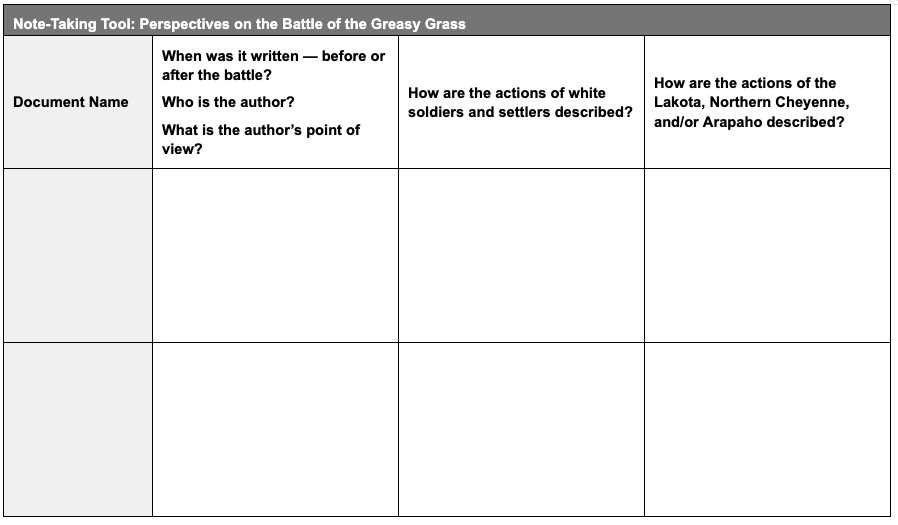 Note-Taking Tool: Perspectives on the Battle of the Greasy Grass
Document Name
When was it written — before or
after the battle?
Who is the author?
What is the author’s point of
view?
How are the actions of white
soldiers and settlers described?
How are the actions of the
Lakota, Northern Cheyenne,
and/or Arapaho described?